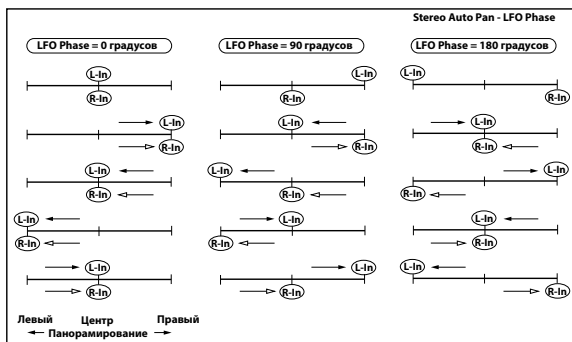 Stereo Auto Pan - LFO Phase
LFO Phase = 0 градусов
LFO Phase = 90 градусов
LFO Phase = 180 градусов
L-In
R-In
L-In
R-In
L-In
R-In
L-In
R-In
L-In
R-In
L-In
R-In
L-In
R-In
L-In
R-In
L-In
R-In
L-In
R-In
L-In
R-In
L-In
R-In
L-In
R-In
L-In
R-In
L-In
R-In
Левый Центр Правый
Панорамирование